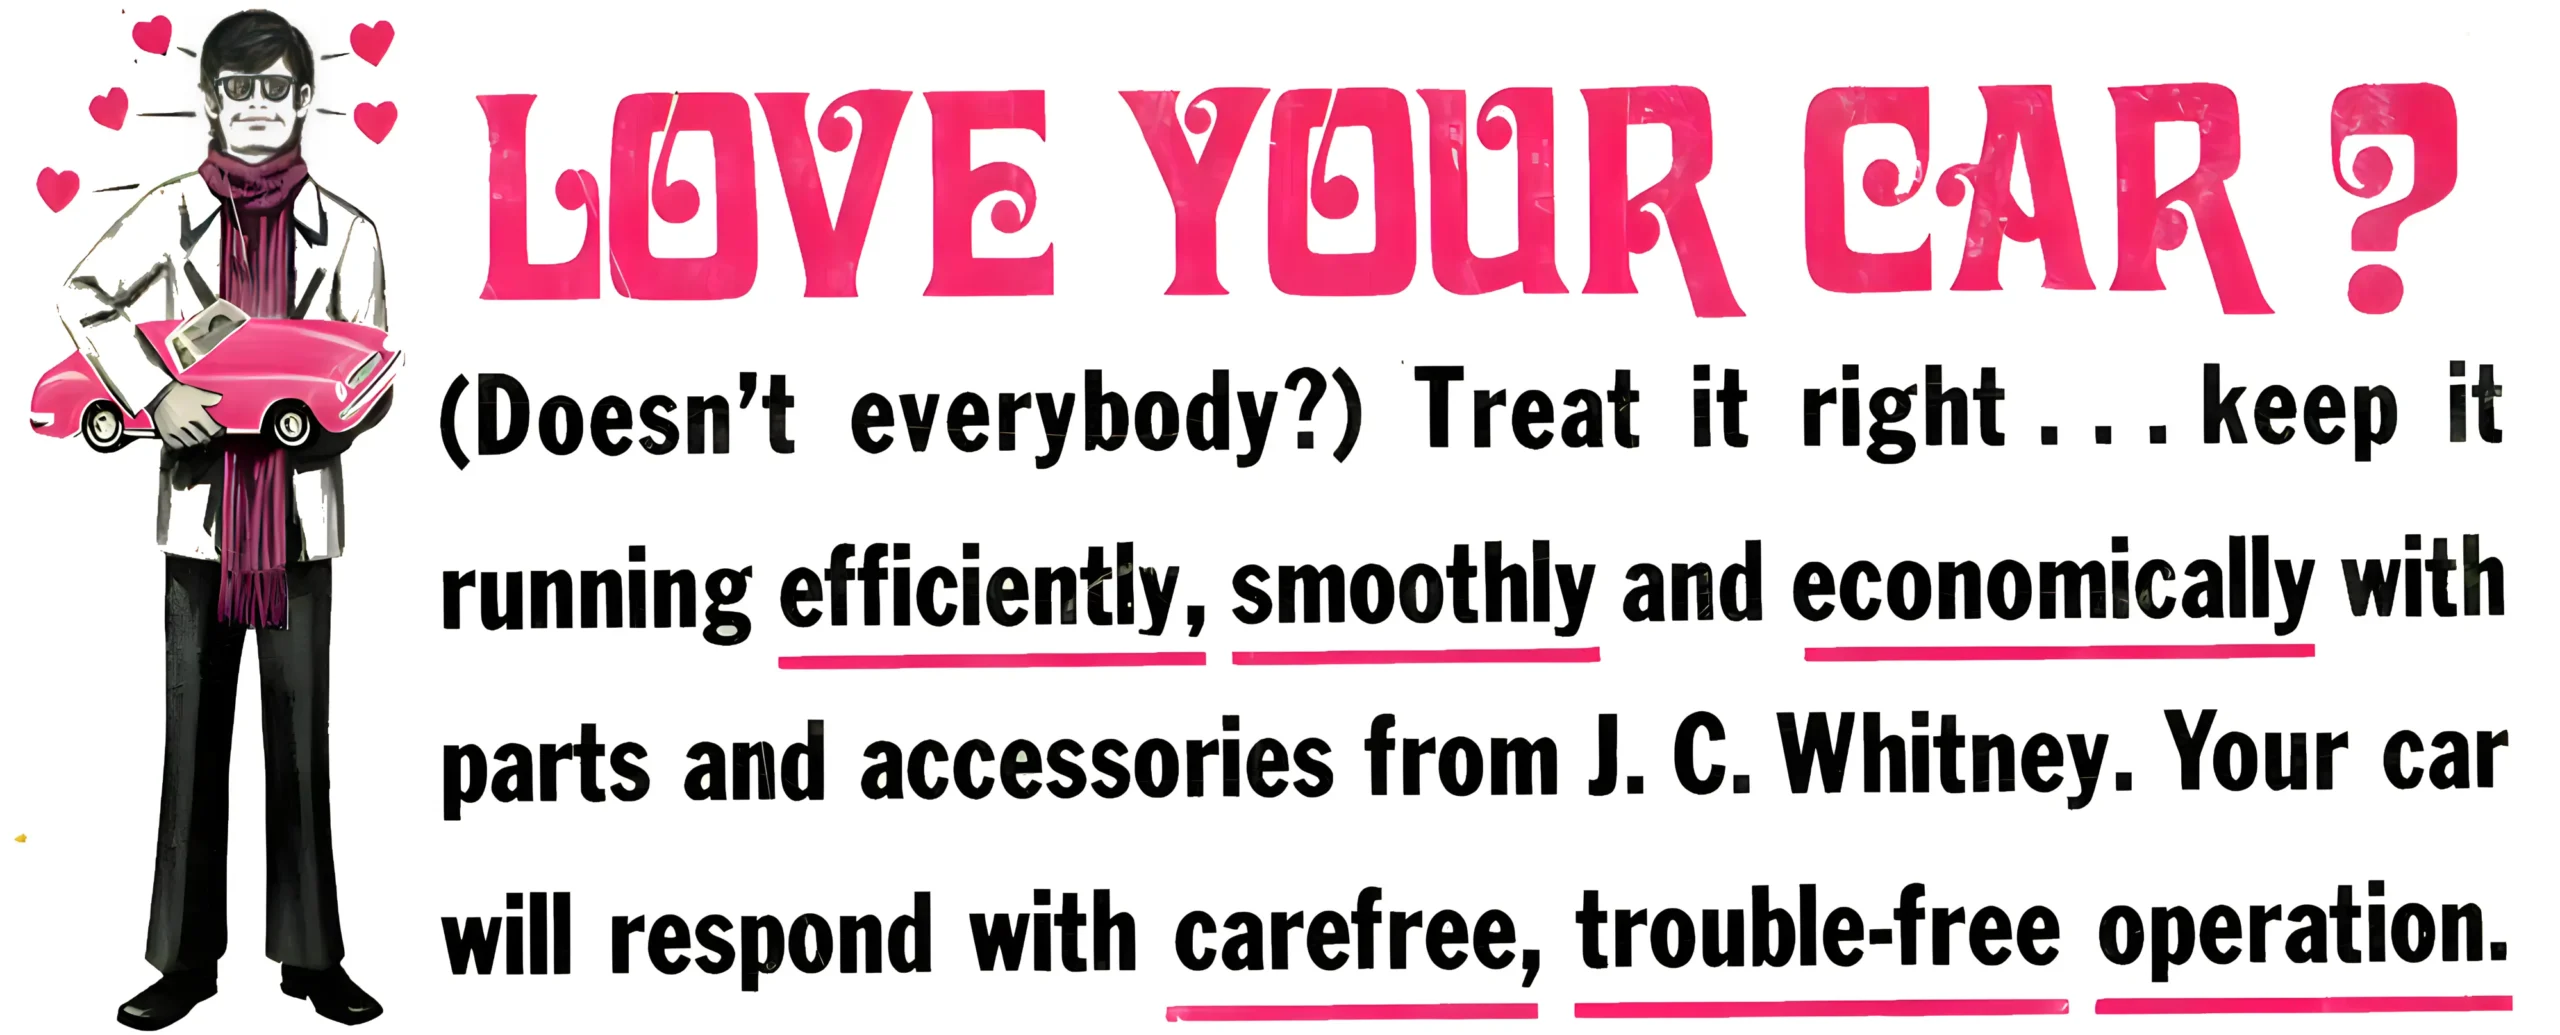 LOVE YOUR CAR?
(Doesn't everybody?) Treat it right . . . keep it
running efficiently, smoothly and economically with
parts and accessories from J. C. Whitney. Your car
will respond with carefree, trouble-free operation.